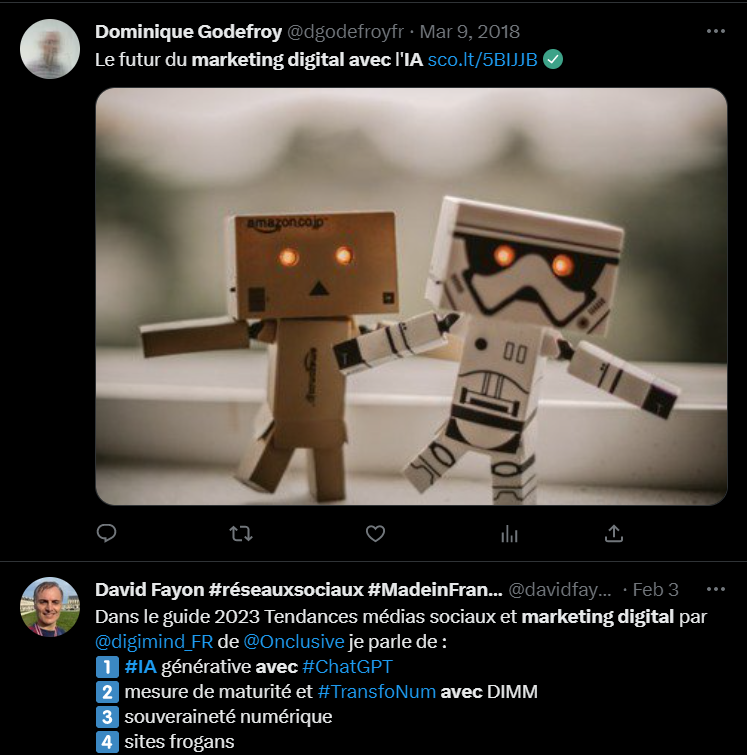 Dominique Godefroy @dgodefroyfr · Mar 9, 2018
Le futur du marketing digital avec l'IA sco.lt/5BIJJB
amazon.co.jp
David Fayon #réseauxsociaux #MadeinFran... @davidfay... · Feb 3
Dans le guide 2023 Tendances médias sociaux et marketing digital par
@digimind_FR de @Onclusive je parle de :
1 #IA générative avec #ChatGPT
2 mesure de maturité et #TransfoNum avec DIMM
3 souveraineté numérique
4 sites frogans